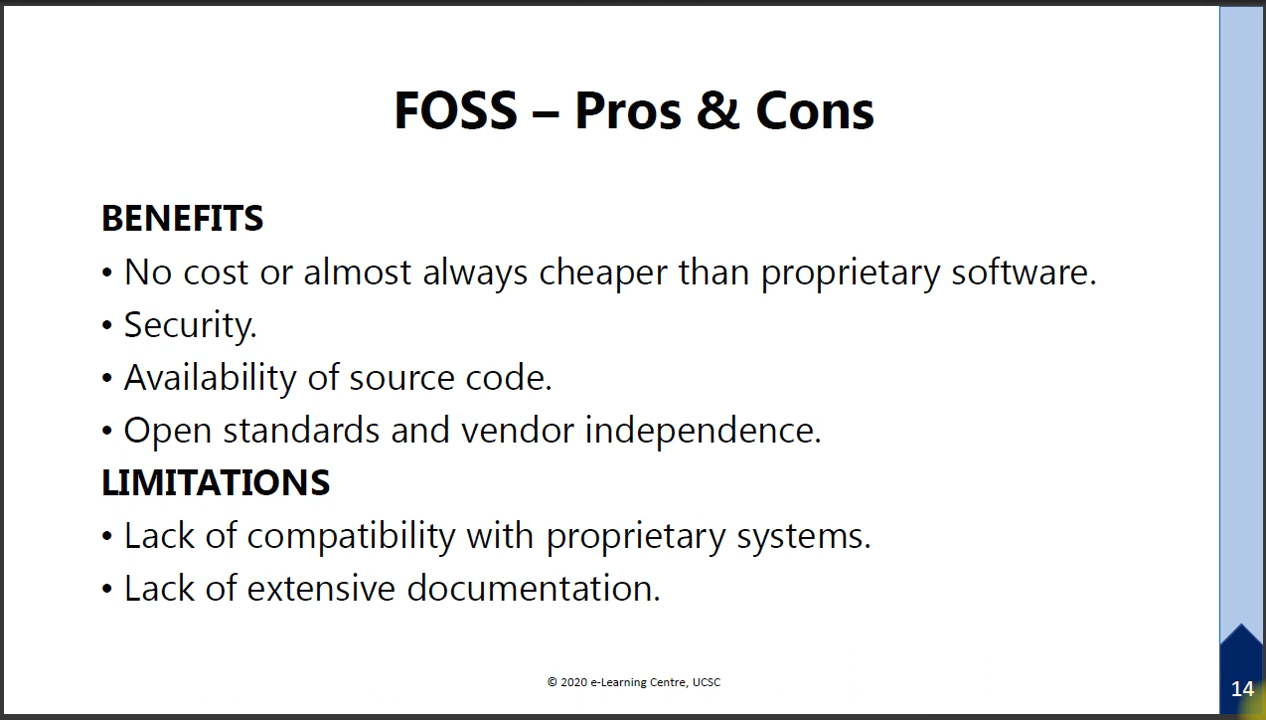 FOSS – Pros & Cons
BENEFITS
• No cost or almost always cheaper than proprietary software.
• Security.
• Availability of source code.
• Open standards and vendor independence.
LIMITATIONS
• Lack of compatibility with proprietary systems.
• Lack of extensive documentation.
© 2020 e-Learning Centre, UCSC
14